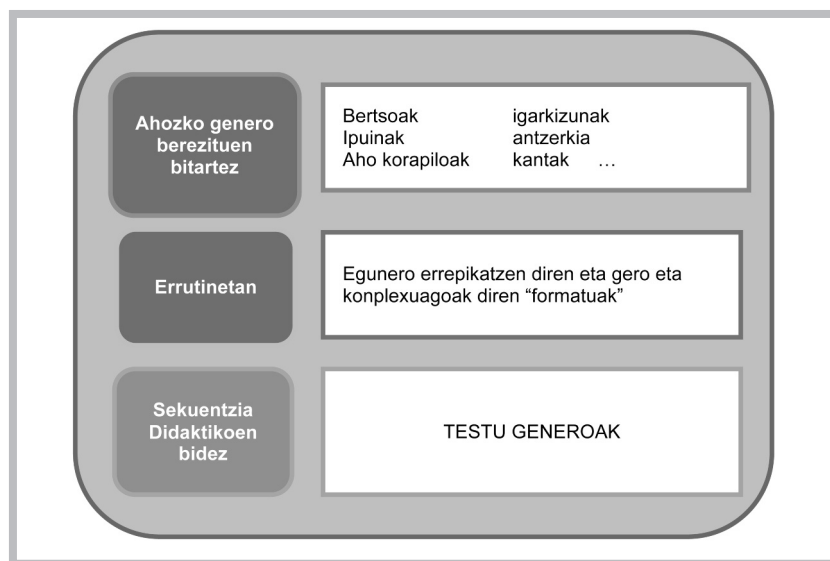 Ahozko genero
berezituen
bitartez
Bertsoak igarkizunak
Ipuinak antzerkia
Aho korapiloak kantak …
Errutinetan
Egunero errepikatzen diren eta gero eta
konplexuagoak diren “formatuak”
Sekuentzia
Didaktikoen
bidez
TESTU GENEROAK